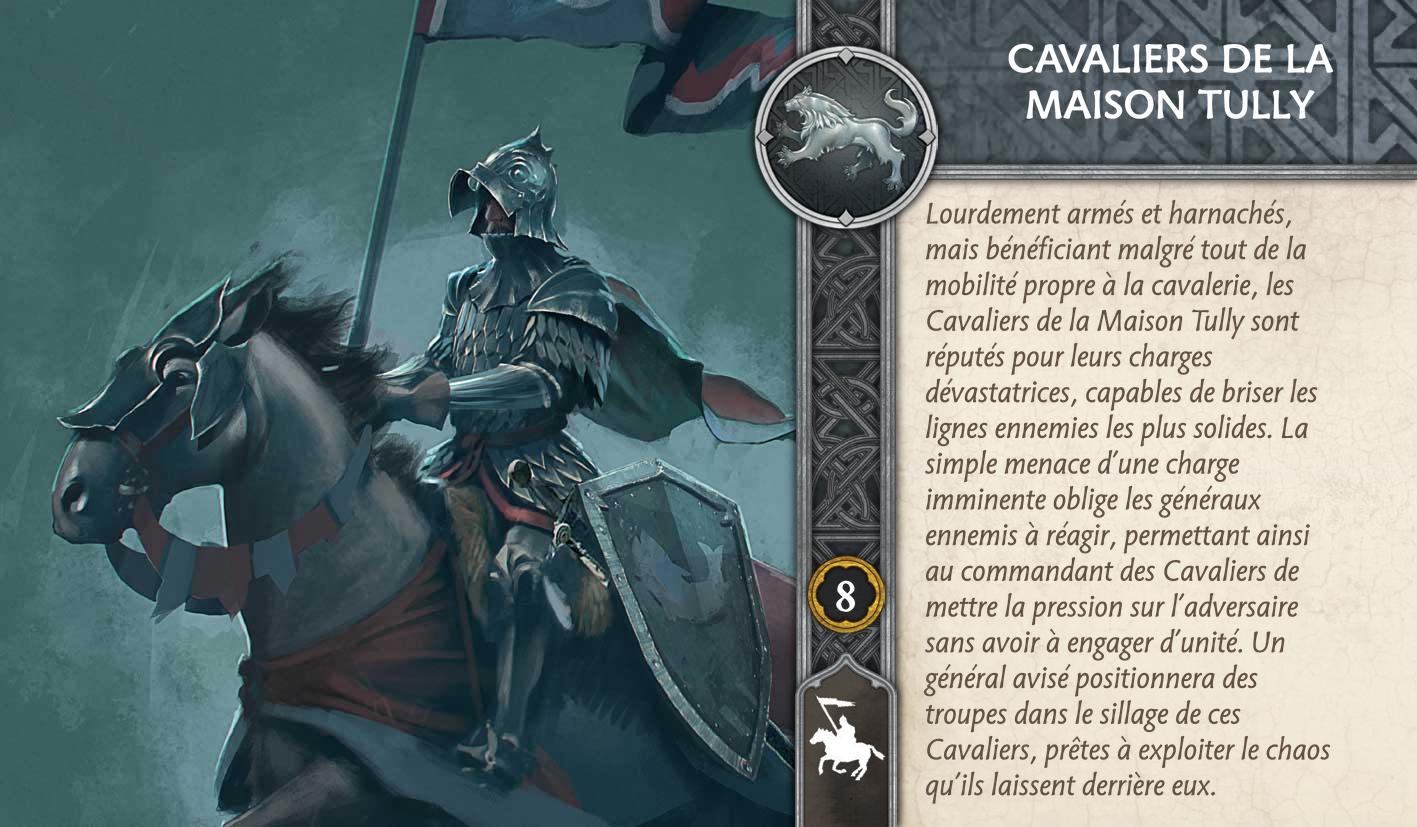 CAVALIERS DE LA
MAISON TULLY
Lourdement armés et harnachés,
mais bénéficiant malgré tout de la
mobilité propre à la cavalerie, les
Cavaliers de la Maison Tully sont
réputés pour leurs charges
dévastatrices, capables de briser les
lignes ennemies les plus solides. La
simple menace d'une charge
imminente oblige les généraux
ennemis à réagir, permettant ainsi
au commandant des Cavaliers de
mettre la pression sur l'adversaire
sans avoir à engager d'unité. Un
général avisé positionnera des
troupes dans le sillage de ces
Cavaliers, prêtes à exploiter le chaos
qu'ils laissent derrière eux.
8